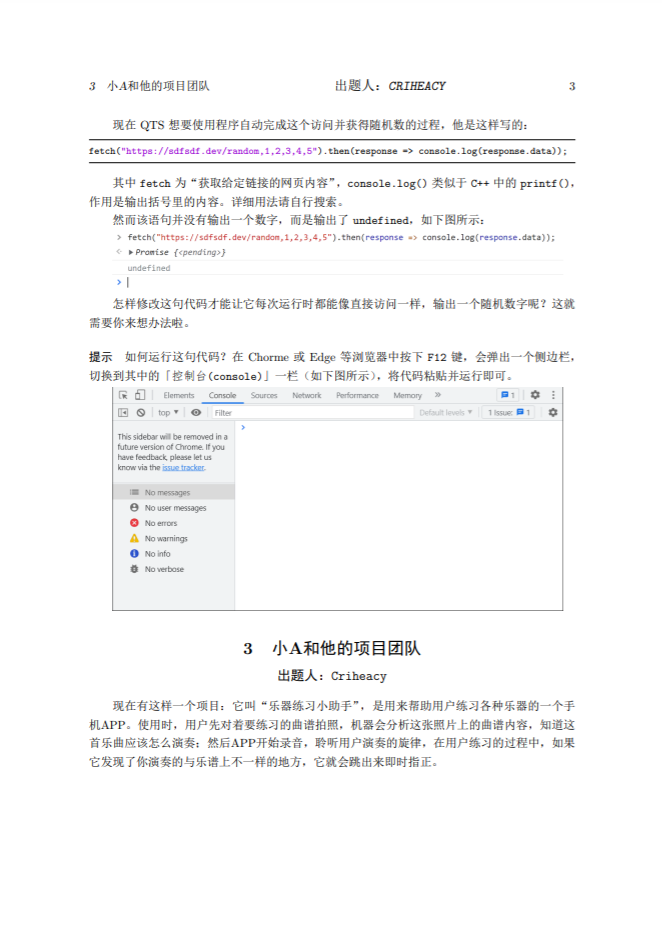 3 小A和他的项目团队 出题人：CRIHEACY 3
现在 QTS 想要使用程序自动完成这个访问并获得随机数的过程，他是这样写的：
fetch("https://sdfsdf.dev/random,1,2,3,4,5").then(response => console.log(response.data));
其中 fetch 为“获取给定链接的网页内容”，console.log() 类似于 C++ 中的 printf()，
作用是输出括号里的内容。详细用法请自行搜索。
然而该语句并没有输出一个数字，而是输出了 undefined，如下图所示：
> fetch("https://sdfsdf.dev/random,1,2,3,4,5").then(response => console.log(response.data));
Promise {<pending>}
undefined
>
怎样修改这句代码才能让它每次运行时都能像直接访问一样，输出一个随机数字呢？这就
需要你来想办法啦。
提示 如何运行这句代码？在 Chorme 或 Edge 等浏览器中按下 F12 键，会弹出一个侧边栏，
切换到其中的「控制台(console)」一栏（如下图所示），将代码粘贴并运行即可。
Elements Console Sources Network Performance Memory » 1
top Filter Default levels 1 Issue: 1
This sidebar will be removed in a
future version of Chrome. If you
have feedback, please let us
know via the issue tracker.
No messages
No user messages
No errors
No warnings
No info
No verbose
3 小A和他的项目团队
出题人：Criheacy
现在有这样一个项目：它叫“乐器练习小助手”，是用来帮助用户练习各种乐器的一个手
机APP。使用时，用户先对着要练习的曲谱拍照，机器会分析这张照片上的曲谱内容，知道这
首乐曲应该怎么演奏；然后APP开始录音，聆听用户演奏的旋律，在用户练习的过程中，如果
它发现了你演奏的与乐谱上不一样的地方，它就会跳出来即时指正。